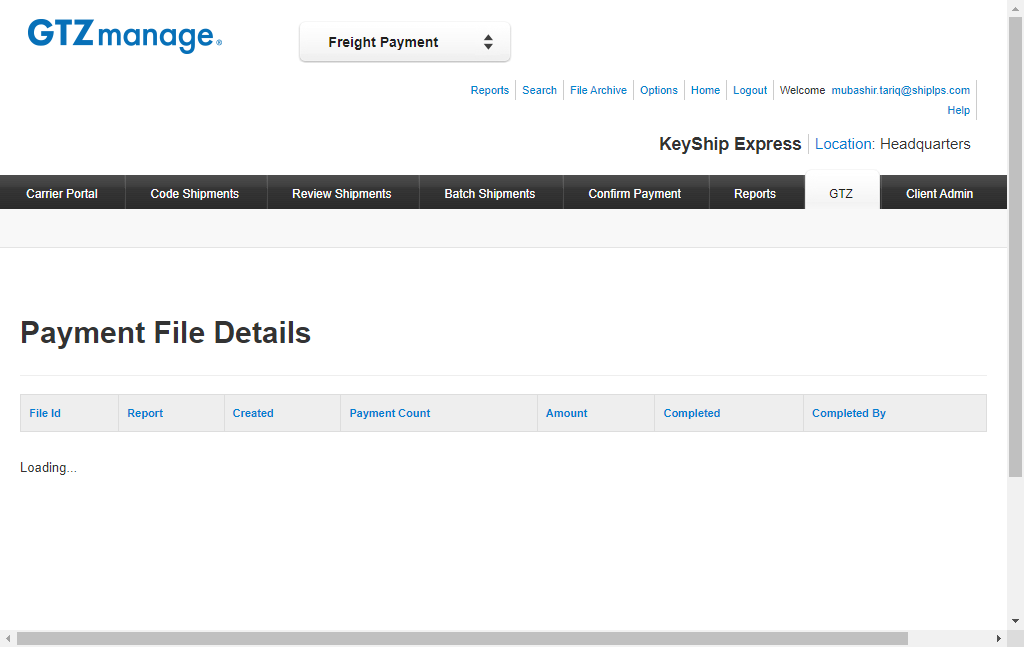 GTZmanage®
Freight Payment
Reports Search File Archive Options Home Logout Welcome mubashir.tariq@shiplps.com
Help
KeyShip Express Location: Headquarters
Carrier Portal Code Shipments Review Shipments Batch Shipments Confirm Payment Reports GTZ Client Admin
Payment File Details
File Id Report Created Payment Count Amount Completed Completed By
Loading...